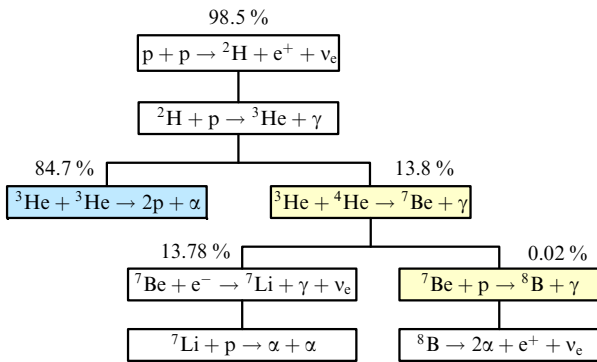 98.5 %
p + p → ²H + e⁺ + νₑ
²H + p → ³He + γ
84.7 %
13.8 %
³He + ³He → 2p + α
³He + ⁴He → ⁷Be + γ
13.78 %
0.02 %
⁷Be + e⁻ → ⁷Li + γ + νₑ
⁷Be + p → ⁸B + γ
⁷Li + p → α + α
⁸B → 2α + e⁺ + νₑ